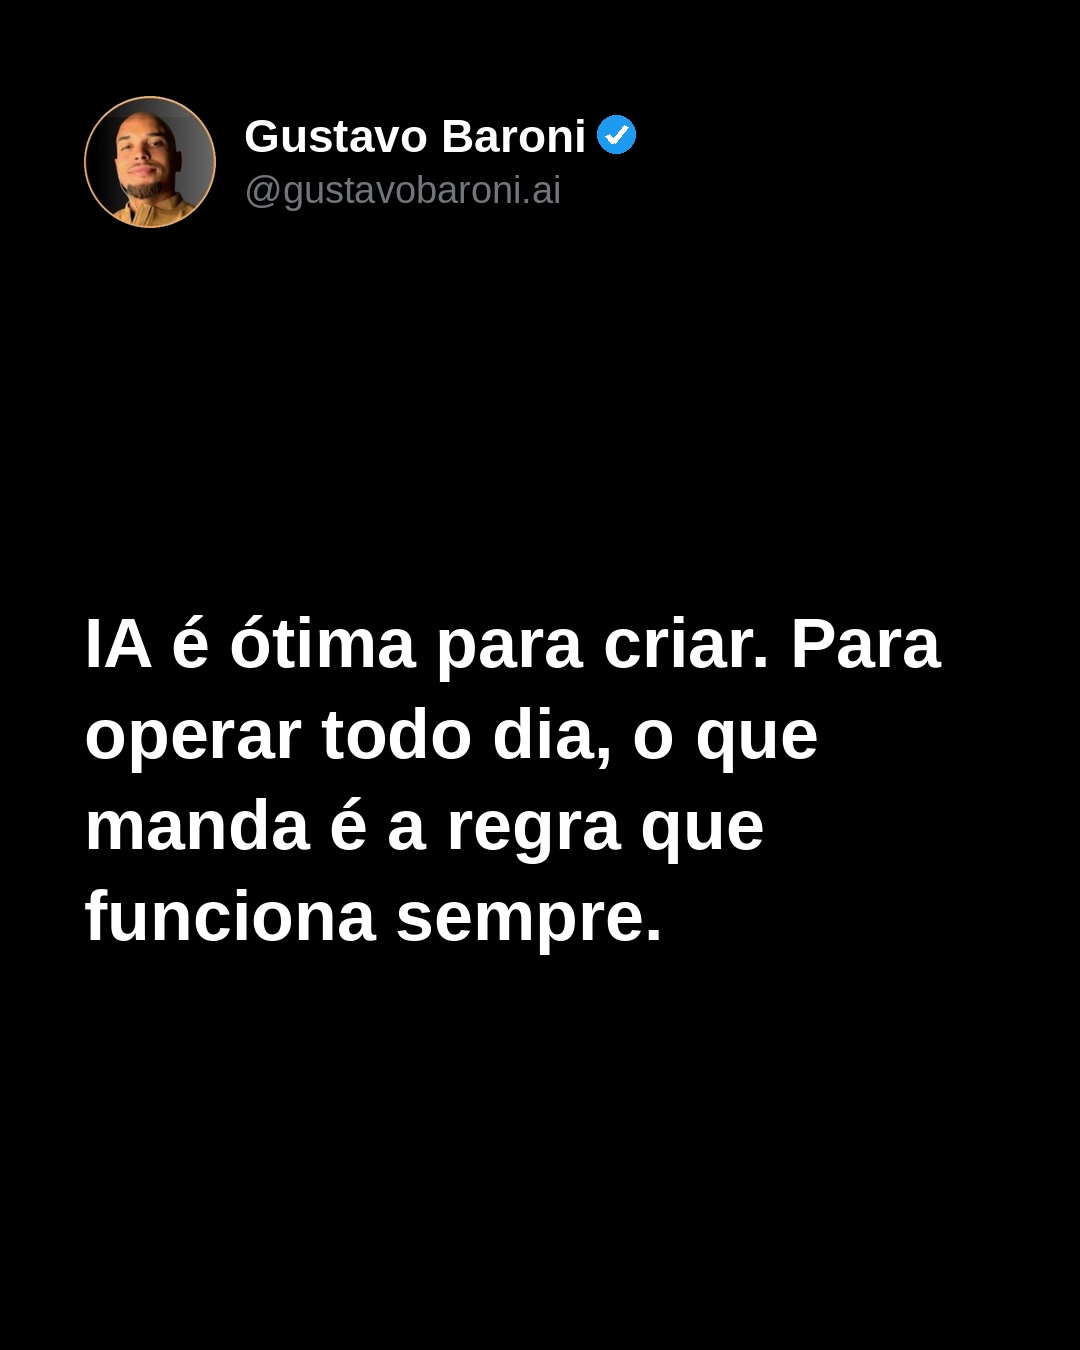 Gustavo Baroni
@gustavobaroni.ai
IA é ótima para criar. Para
operar todo dia, o que
manda é a regra que
funciona sempre.